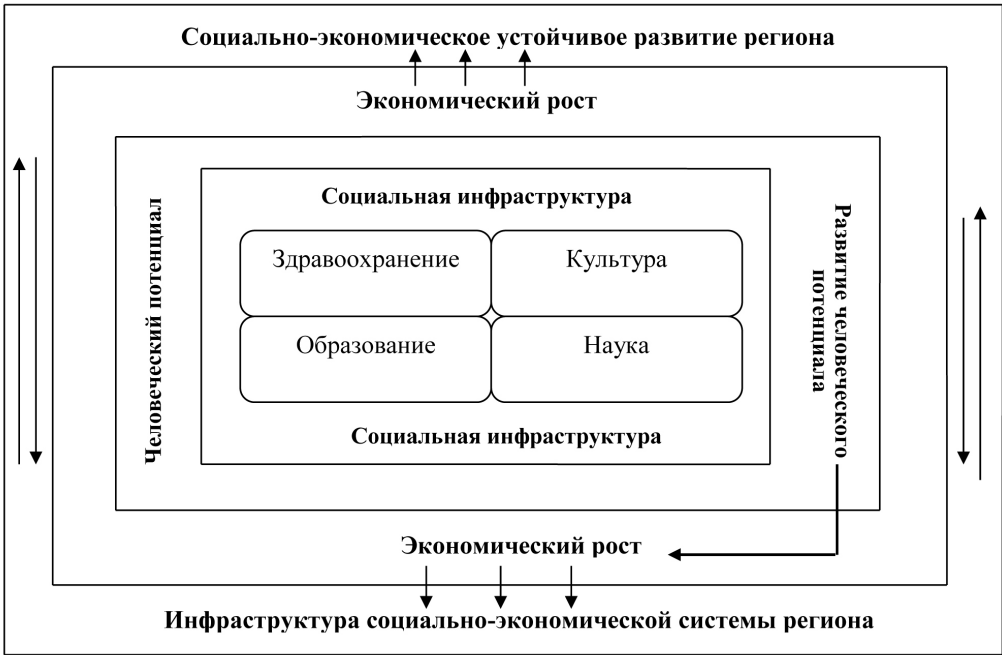 Социально-экономическое устойчивое развитие региона
Экономический рост
Человеческий потенциал
Социальная инфраструктура
Здравоохранение
Культура
Образование
Наука
Социальная инфраструктура
Развитие человеческого
потенциала
Экономический рост
Инфраструктура социально-экономической системы региона